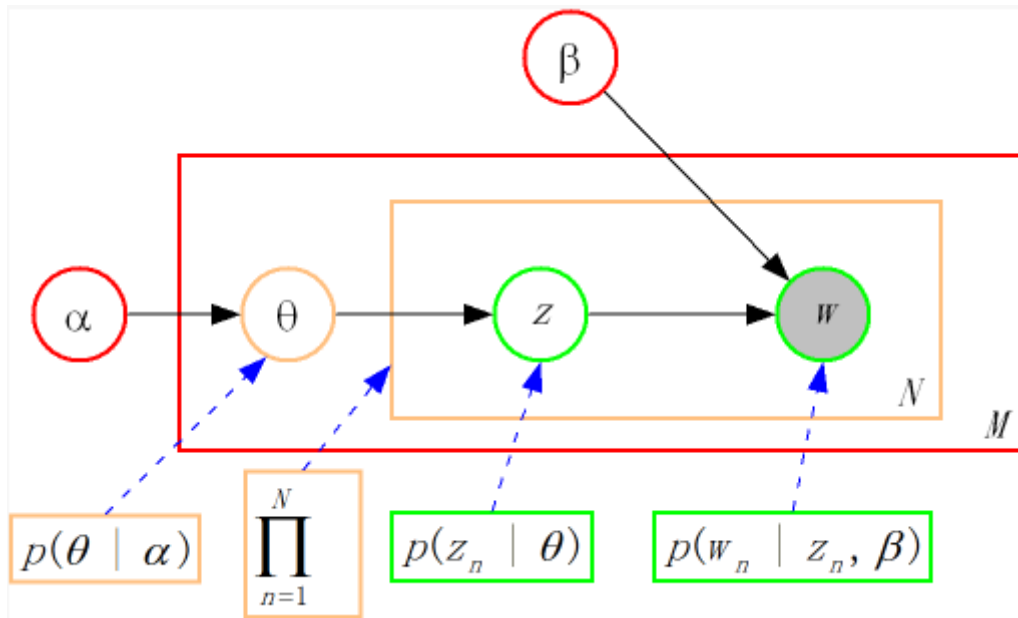 β
α
θ
z
w
N
M
p(θ | α)
N
∏
n=1
p(z_n | θ)
p(w_n | z_n, β)